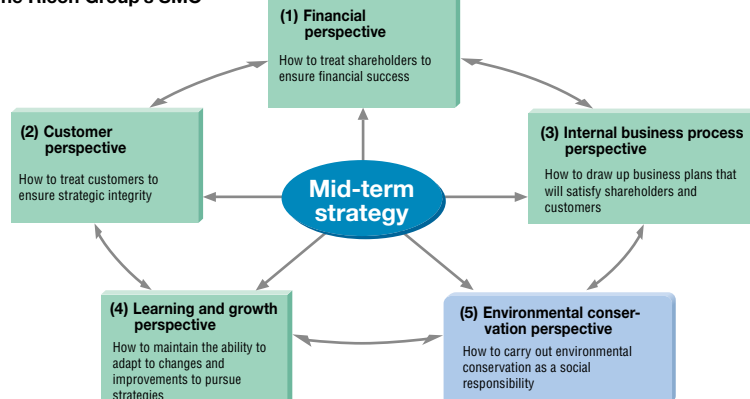 the Ricoh Group's SMC
(1) Financial
perspective
How to treat shareholders to
ensure financial success
(2) Customer
perspective
How to treat customers to
ensure strategic integrity
(3) Internal business process
perspective
How to draw up business plans that
will satisfy shareholders and
customers
Mid-term
strategy
(4) Learning and growth
perspective
How to maintain the ability to
adapt to changes and
improvements to pursue
strategies
(5) Environmental conser-
vation perspective
How to carry out environmental
conservation as a social
responsibility